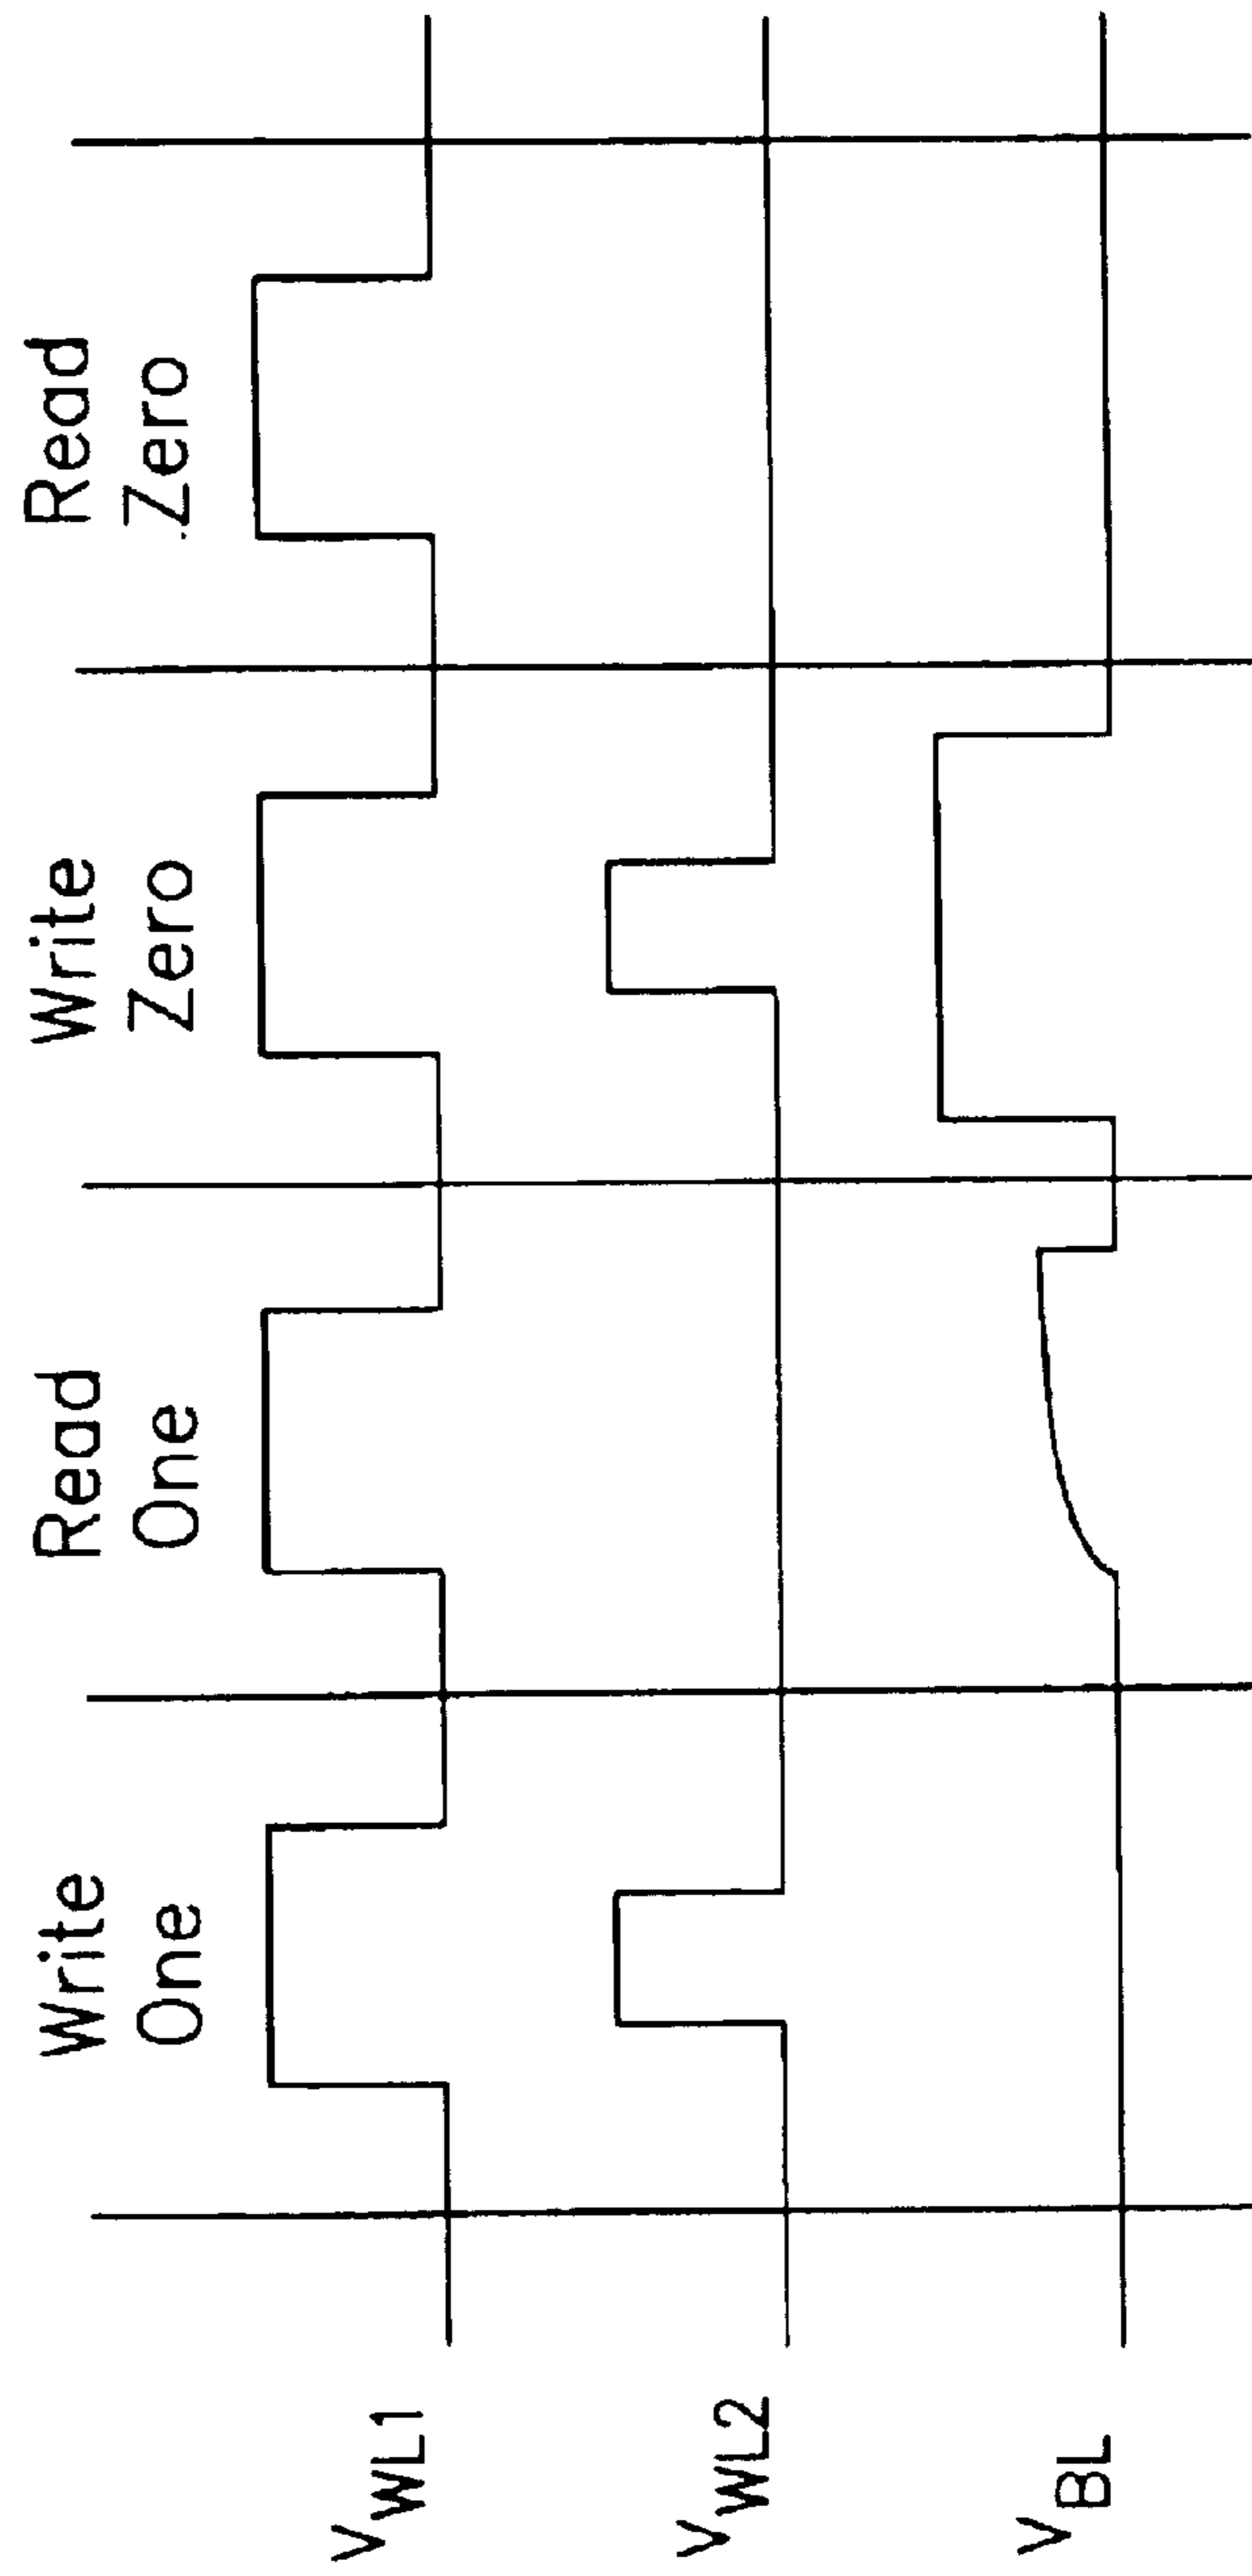 Write
One
Read
One
Write
Zero
Read
Zero
VWL1
VWL2
VBL